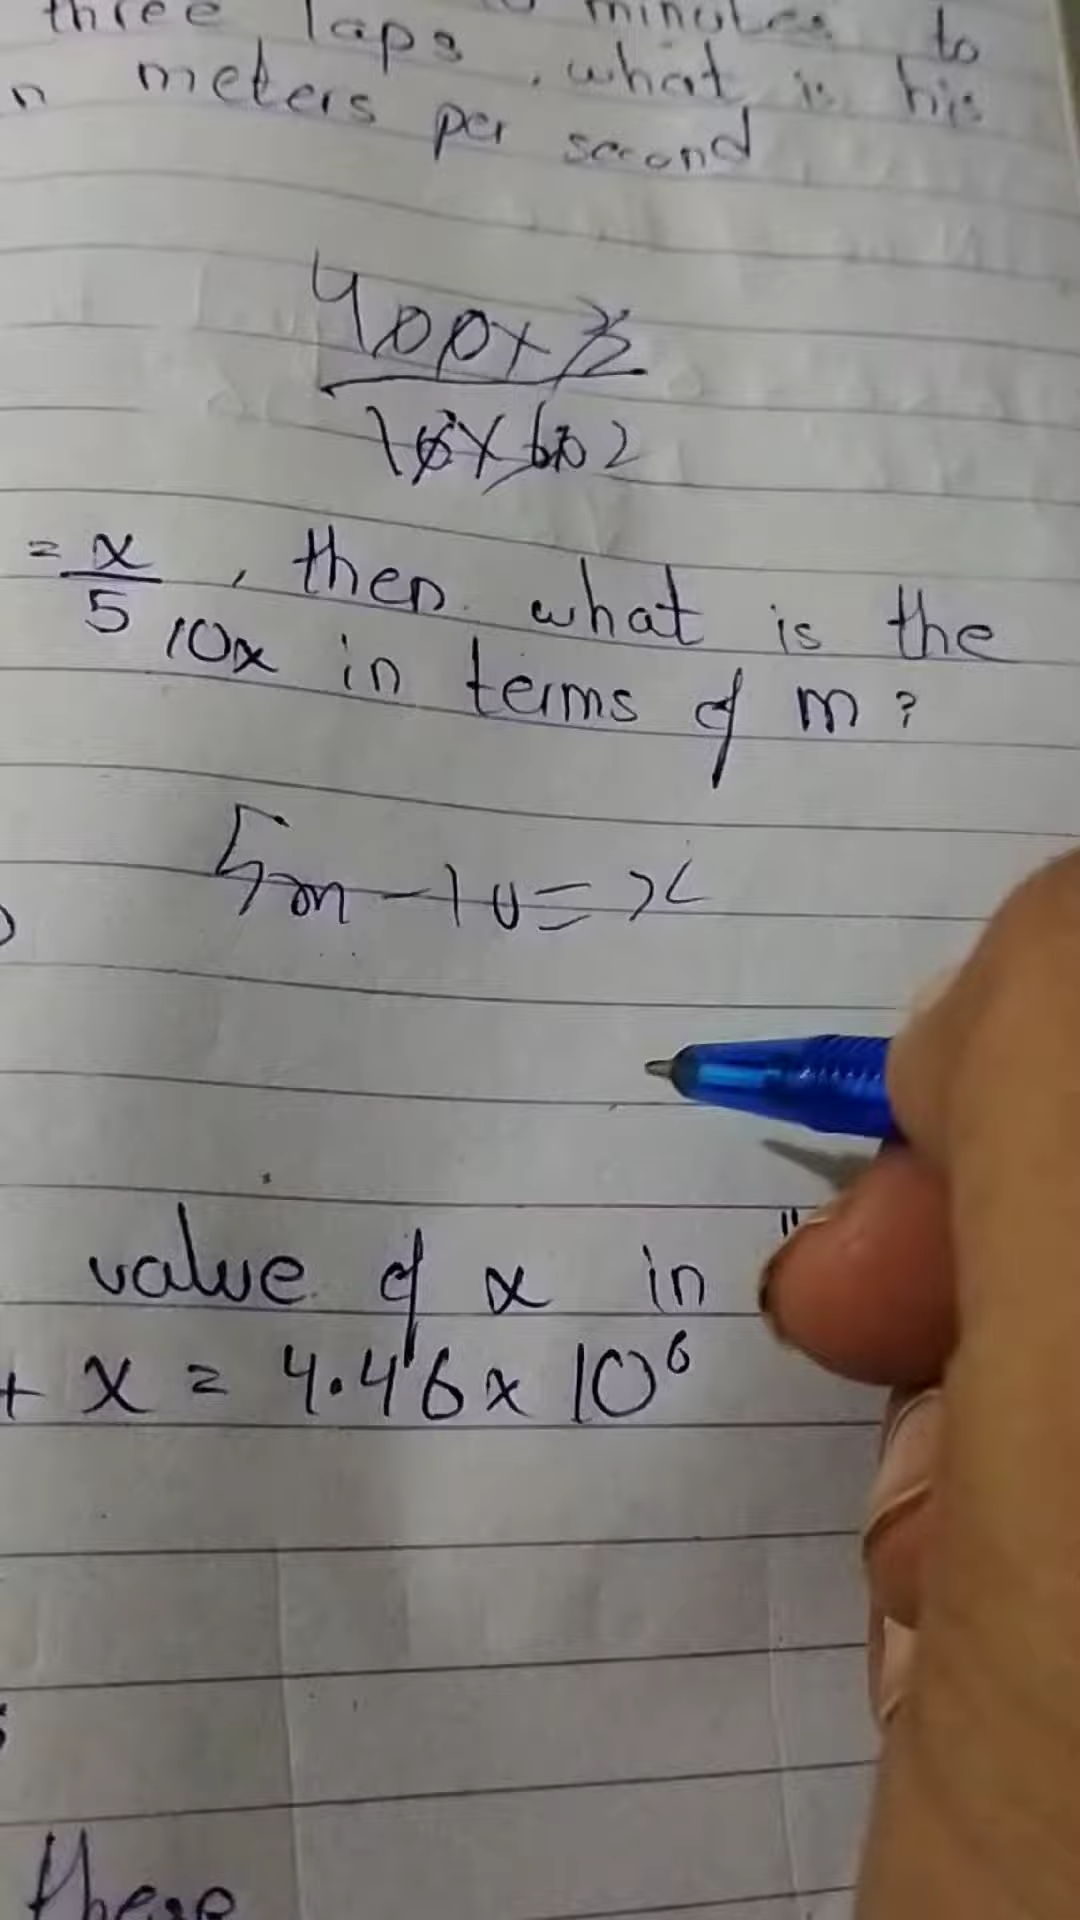 three laps minutes to
n meters per second, what is his
400 x 3
10 x 60 2
= x/5, then what is the
10x in terms of m?
5m - 10 = x
value of x in "
+ x = 4.46 x 10⁶
these